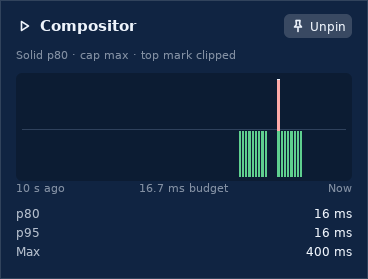 Compositor
Unpin
Solid p80 · cap max · top mark clipped
10 s ago 16.7 ms budget Now
p80 16 ms
p95 16 ms
Max 400 ms